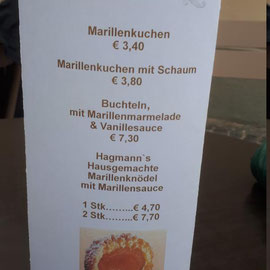 Marillenkuchen
€ 3,40
Marillenkuchen mit Schaum
€ 3,80
Buchteln,
mit Marillenmarmelade
& Vanillesauce
€ 7,30
Hagmann`s
Hausgemachte
Marillenknödel
mit Marillensauce
1 Stk.........€ 4,70
2 Stk........€ 7,70